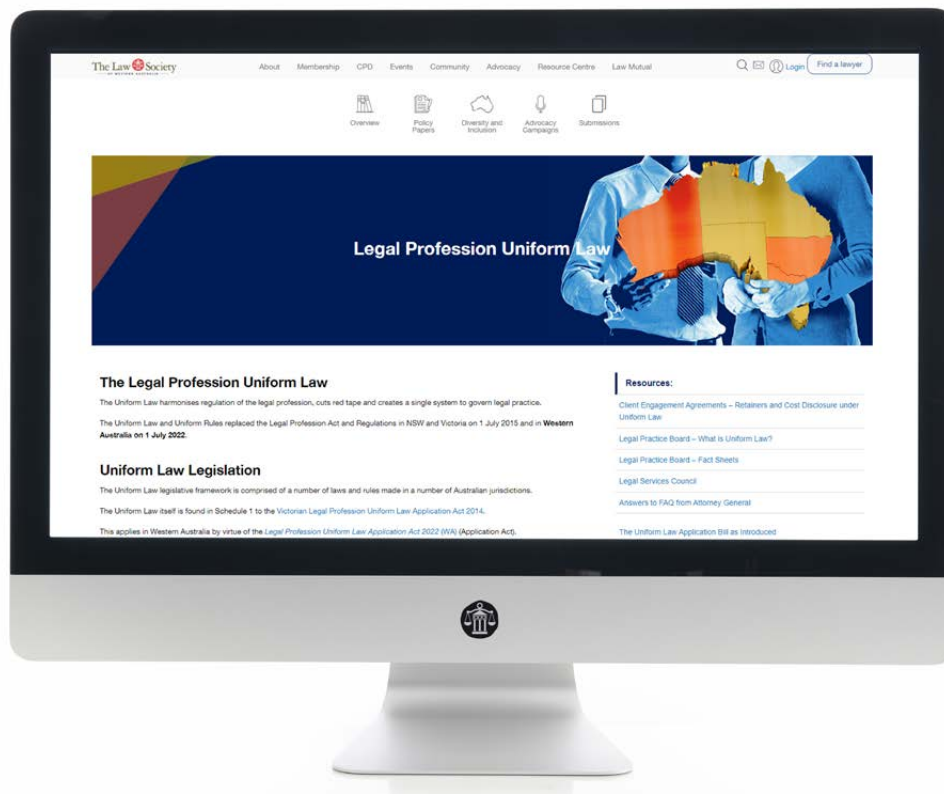 The Law Society
OF WESTERN AUSTRALIA
About Membership CPD Events Community Advocacy Resource Centre Law Mutual
Login
Find a lawyer
Overview
Policy
Papers
Diversity and
Inclusion
Advocacy
Campaigns
Submissions
Legal Profession Uniform Law
The Legal Profession Uniform Law
The Uniform Law harmonises regulation of the legal profession, cuts red tape and creates a single system to govern legal practice.
The Uniform Law and Uniform Rules replaced the Legal Profession Act and Regulations in NSW and Victoria on 1 July 2015 and in Western
Australia on 1 July 2022.
Uniform Law Legislation
The Uniform Law legislative framework is comprised of a number of laws and rules made in a number of Australian jurisdictions.
The Uniform Law itself is found in Schedule 1 to the Victorian Legal Profession Uniform Law Application Act 2014.
This applies in Western Australia by virtue of the Legal Profession Uniform Law Application Act 2022 (WA) (Application Act).
Resources:
Client Engagement Agreements – Retainers and Cost Disclosure under
Uniform Law
Legal Practice Board – What is Uniform Law?
Legal Practice Board – Fact Sheets
Legal Services Council
Answers to FAQ from Attorney General
The Uniform Law Application Bill as Introduced